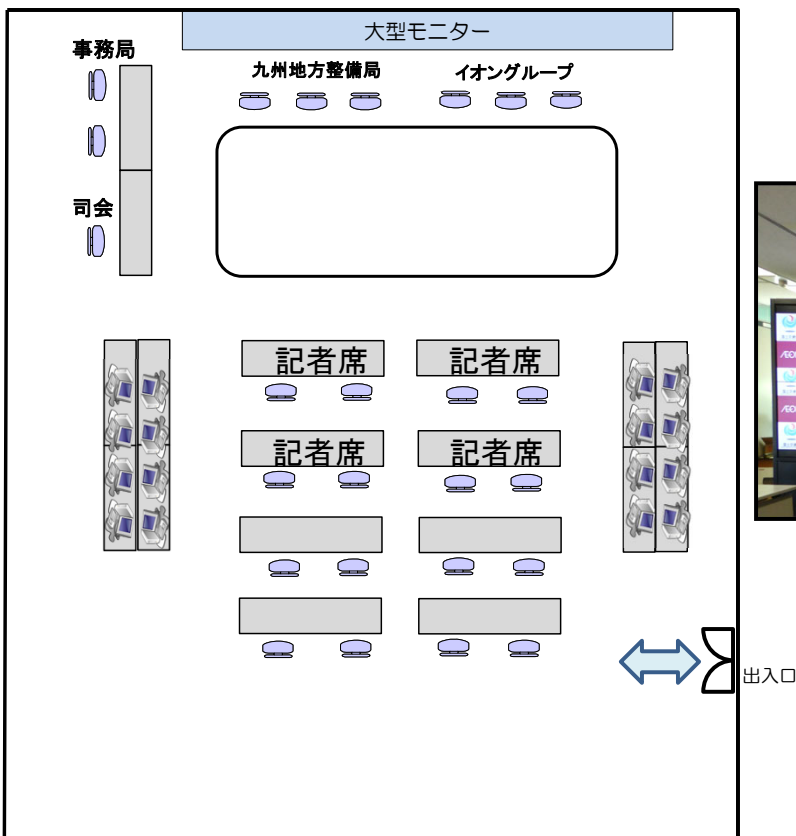 大型モニター
事務局
九州地方整備局
イオングループ
司会
記者席
記者席
記者席
記者席
出入口